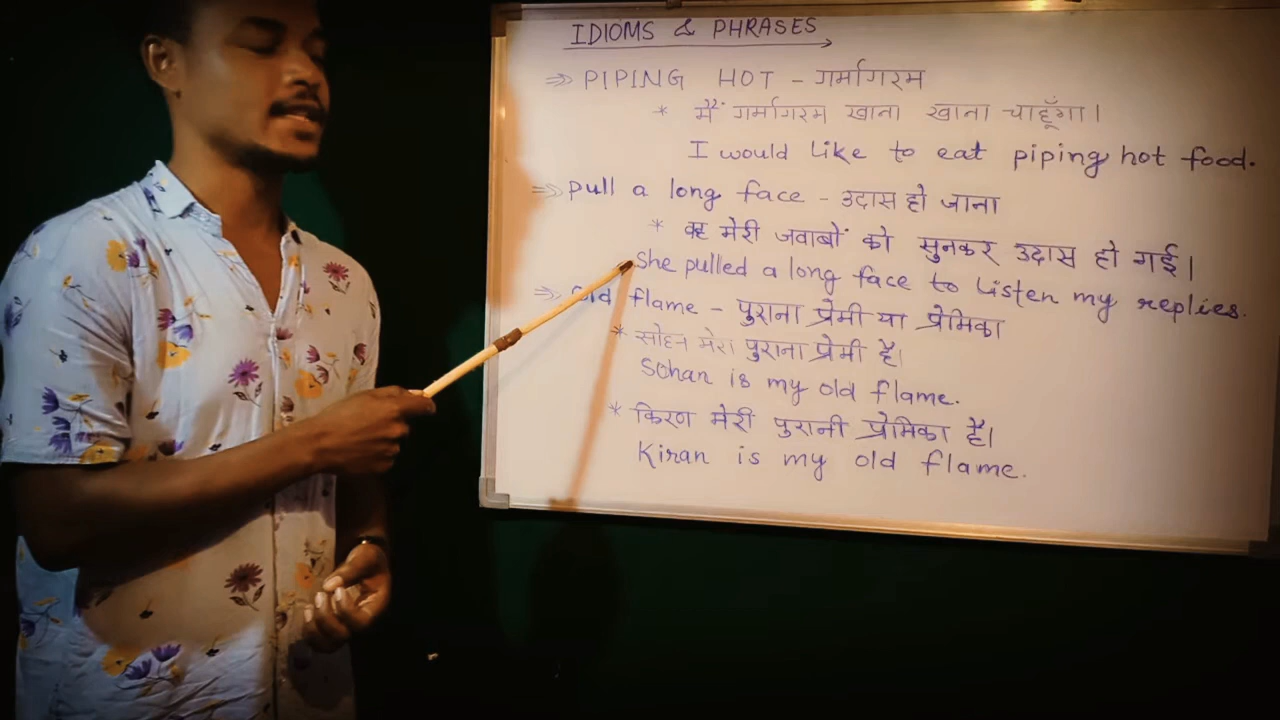 IDIOMS & PHRASES
⇒ PIPING HOT - गर्मागरम
* मैं गर्मागरम खाना खाना चाहूँगा।
I would like to eat piping hot food.
⇒ pull a long face - उदास हो जाना
* वह मेरी जवाबों को सुनकर उदास हो गई।
She pulled a long face to listen my replies.
⇒ old flame - पुराना प्रेमी या प्रेमिका
* सोहन मेरा पुराना प्रेमी है।
Sohan is my old flame.
* किरण मेरी पुरानी प्रेमिका है।
Kiran is my old flame.